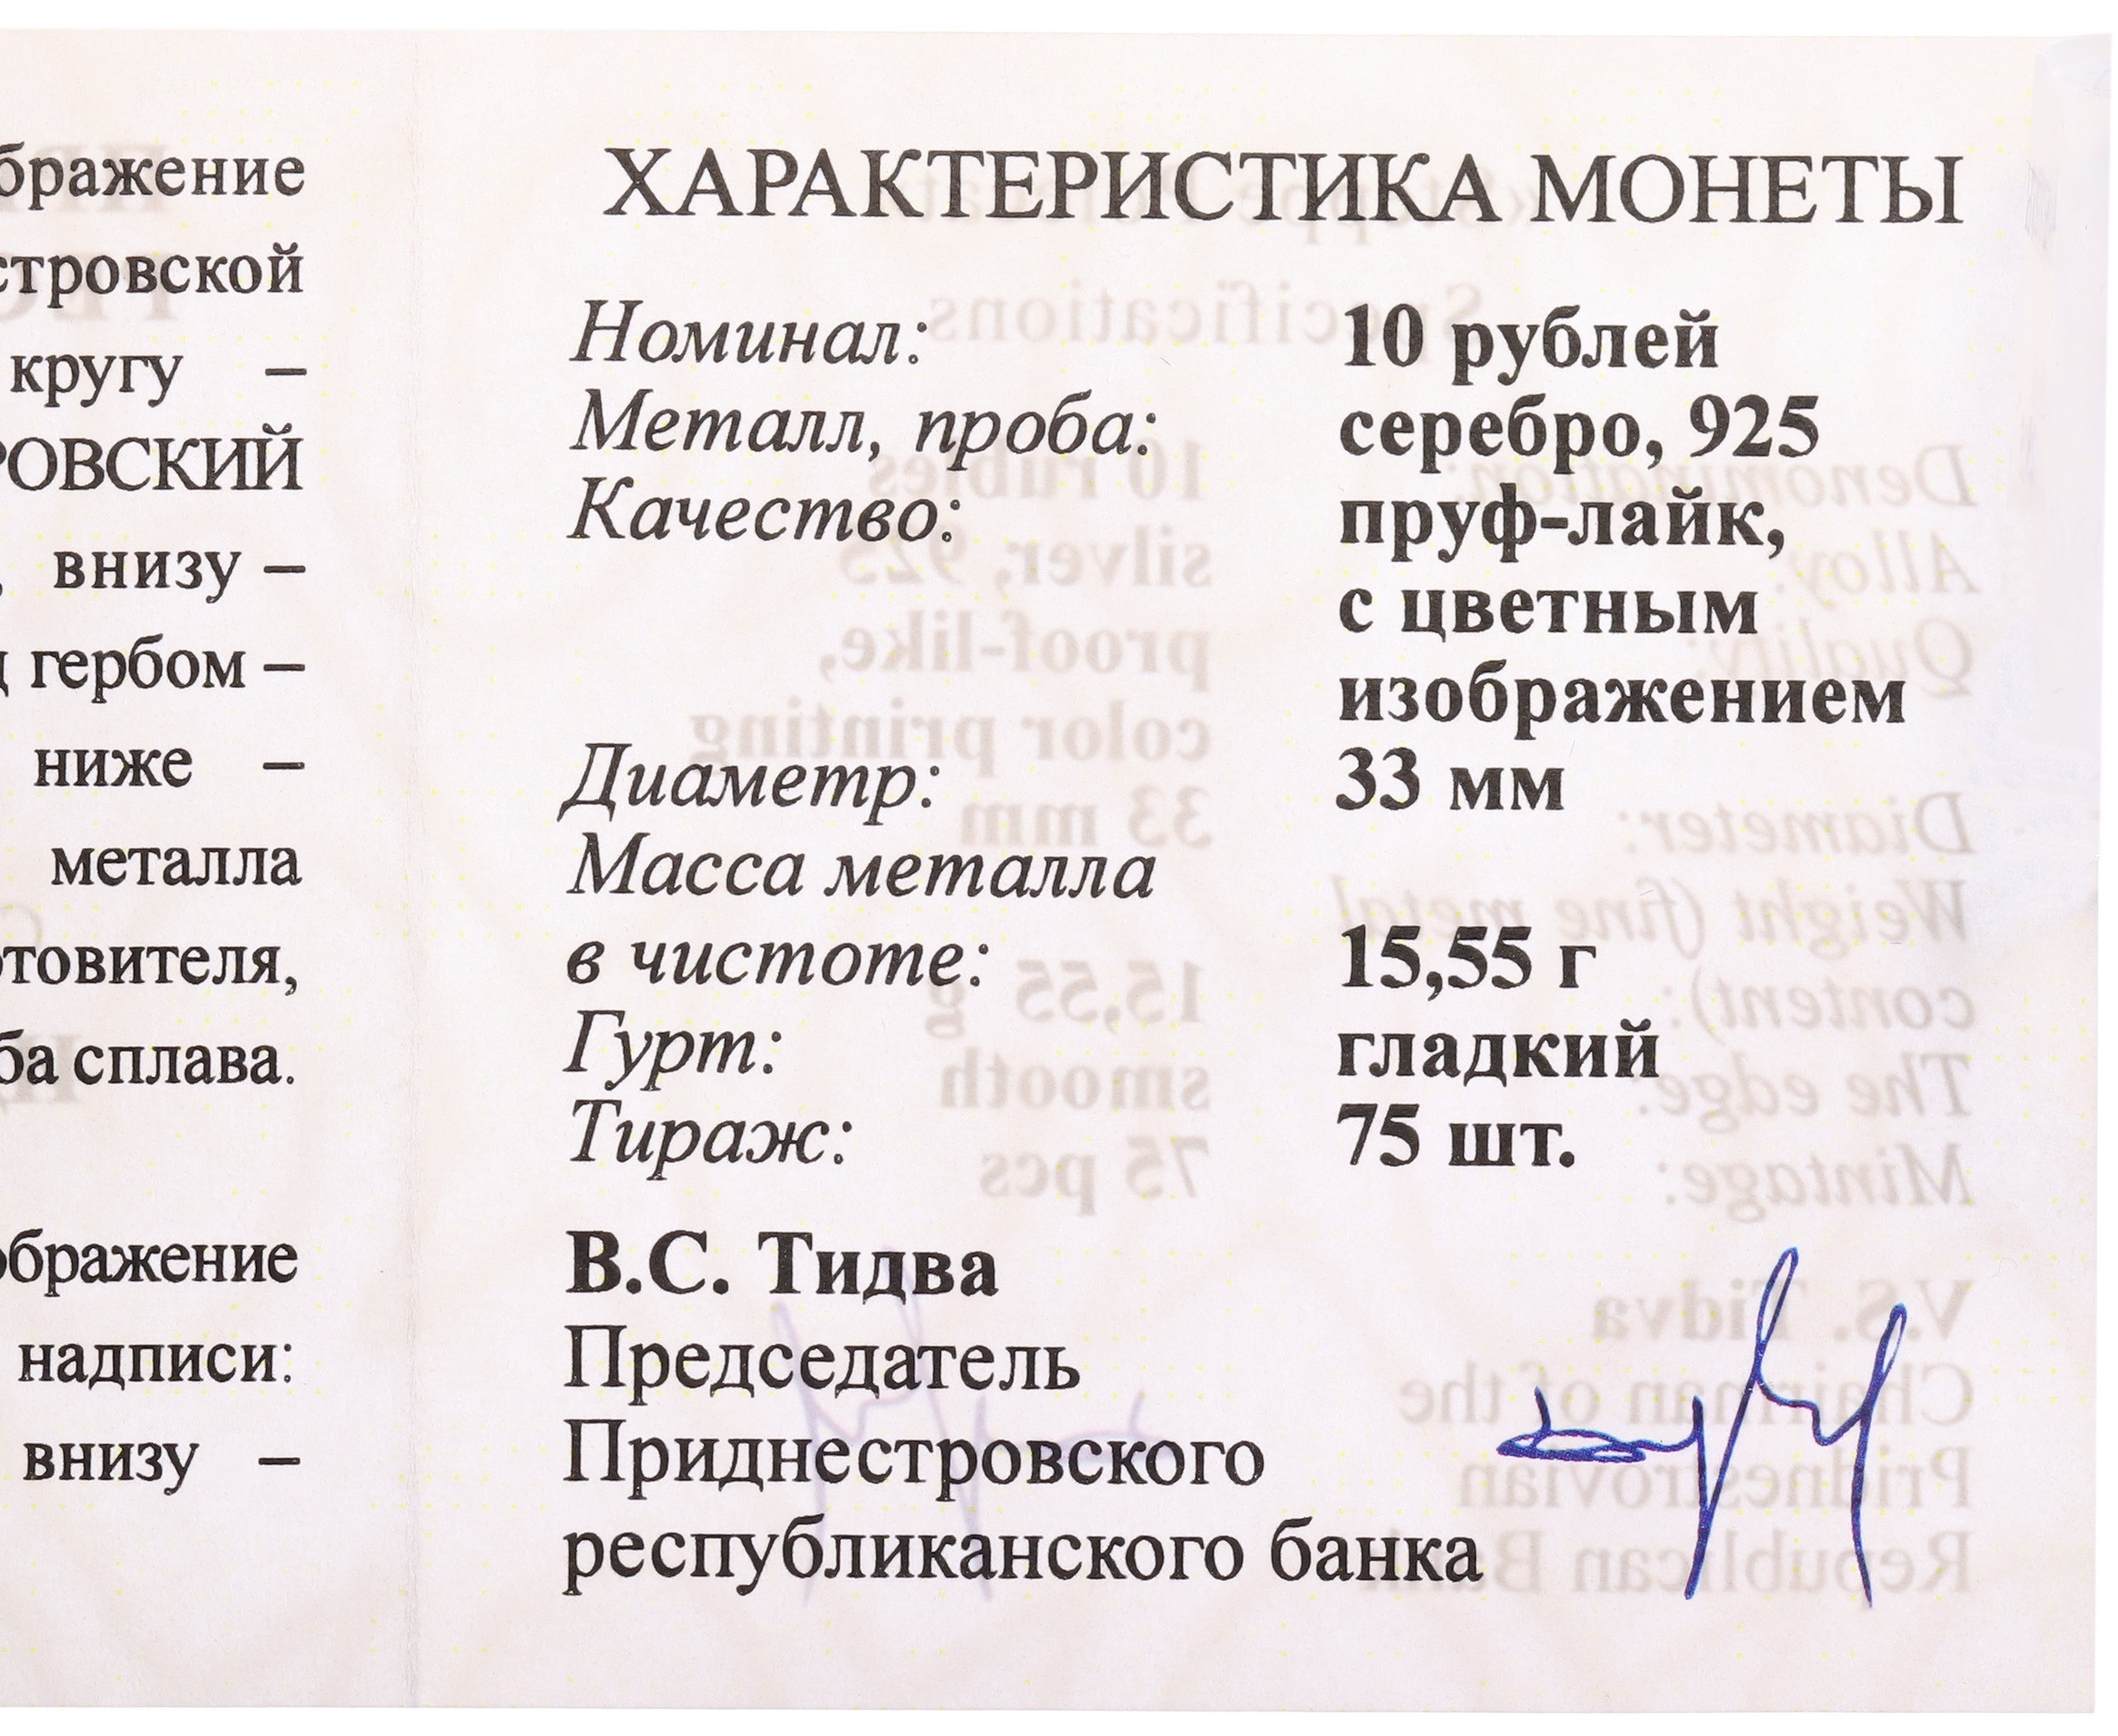 бражение
стровской
кругу –
РОВСКИЙ
, внизу –
д гербом –
ниже –
металла
отовителя,
ба сплава.
ображение
надписи:
внизу –
ХАРАКТЕРИСТИКА МОНЕТЫ
Номинал: 10 рублей
Металл, проба: серебро, 925
Качество: пруф-лайк,
с цветным
изображением
Диаметр: 33 мм
Масса металла
в чистоте: 15,55 г
Гурт: гладкий
Тираж: 75 шт.
В.С. Тидва
Председатель
Приднестровского
республиканского банка